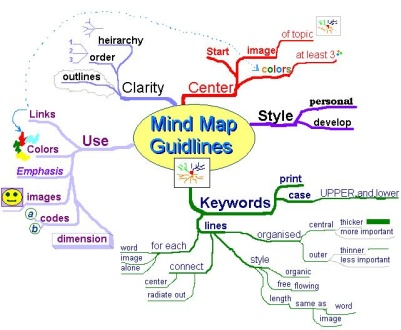 Mind Map
Guidlines
Center
Start
image
of topic
at least 3
colors
Style
personal
develop
Keywords
print
case
UPPER and lower
lines
organised
central
thicker
more important
outer
thinner
less important
style
organic
free flowing
length
same as
word
image
connect
center
radiate out
for each
word
image
alone
Use
Links
Colors
Emphasis
images
codes
a
b
dimension
Clarity
heirarchy
order
1
2
3
outlines